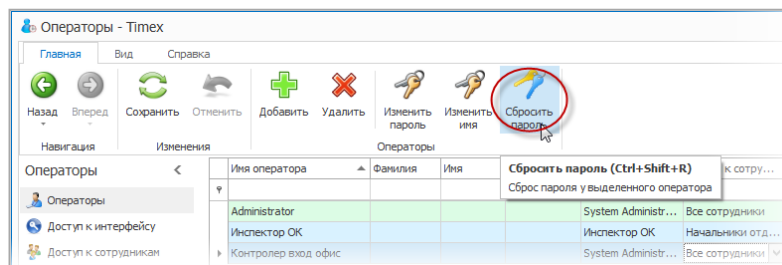 Операторы - Timex
Главная Вид Справка
Назад Вперед Сохранить Отменить Добавить Удалить Изменить пароль Изменить имя Сбросить пароль
Навигация Изменения Операторы
Операторы
Имя оператора Фамилия Имя к сотру...
Сбросить пароль (Ctrl+Shift+R)
Сброс пароля у выделенного оператора
Операторы
Доступ к интерфейсу
Доступ к сотрудникам
Administrator System Administr... Все сотрудники
Инспектор ОК Инспектор ОК Начальники отд...
Контролер вход офис System Administr... Все сотрудники